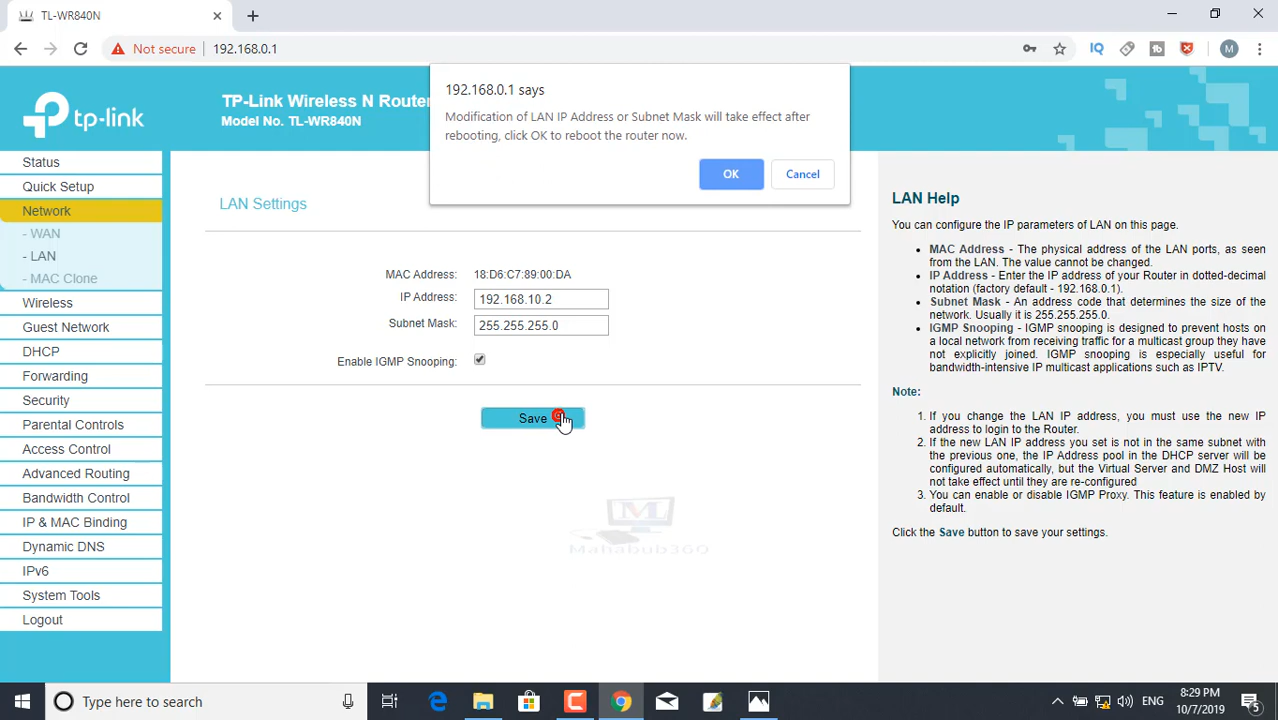 TL-WR840N
Not secure
192.168.0.1
IQ
M
192.168.0.1 says
Modification of LAN IP Address or Subnet Mask will take effect after
rebooting, click OK to reboot the router now.
OK
Cancel
tp-link
TP-Link Wireless N Router
Model No. TL-WR840N
Status
Quick Setup
Network
- WAN
- LAN
- MAC Clone
Wireless
Guest Network
DHCP
Forwarding
Security
Parental Controls
Access Control
Advanced Routing
Bandwidth Control
IP & MAC Binding
Dynamic DNS
IPv6
System Tools
Logout
LAN Settings
MAC Address: 18:D6:C7:89:00:DA
IP Address: 192.168.10.2
Subnet Mask: 255.255.255.0
Enable IGMP Snooping:
Save
Mahabub360
LAN Help
You can configure the IP parameters of LAN on this page.
• MAC Address - The physical address of the LAN ports, as seen
from the LAN. The value cannot be changed.
• IP Address - Enter the IP address of your Router in dotted-decimal
notation (factory default - 192.168.0.1).
• Subnet Mask - An address code that determines the size of the
network. Usually it is 255.255.255.0.
• IGMP Snooping - IGMP snooping is designed to prevent hosts on
a local network from receiving traffic for a multicast group they have
not explicitly joined. IGMP snooping is especially useful for
bandwidth-intensive IP multicast applications such as IPTV.
Note:
1. If you change the LAN IP address, you must use the new IP
address to login to the Router.
2. If the new LAN IP address you set is not in the same subnet with
the previous one, the IP Address pool in the DHCP server will be
configured automatically, but the Virtual Server and DMZ Host will
not take effect until they are re-configured
3. You can enable or disable IGMP Proxy. This feature is enabled by
default.
Click the Save button to save your settings.
Type here to search
ENG
8:29 PM
10/7/2019
5